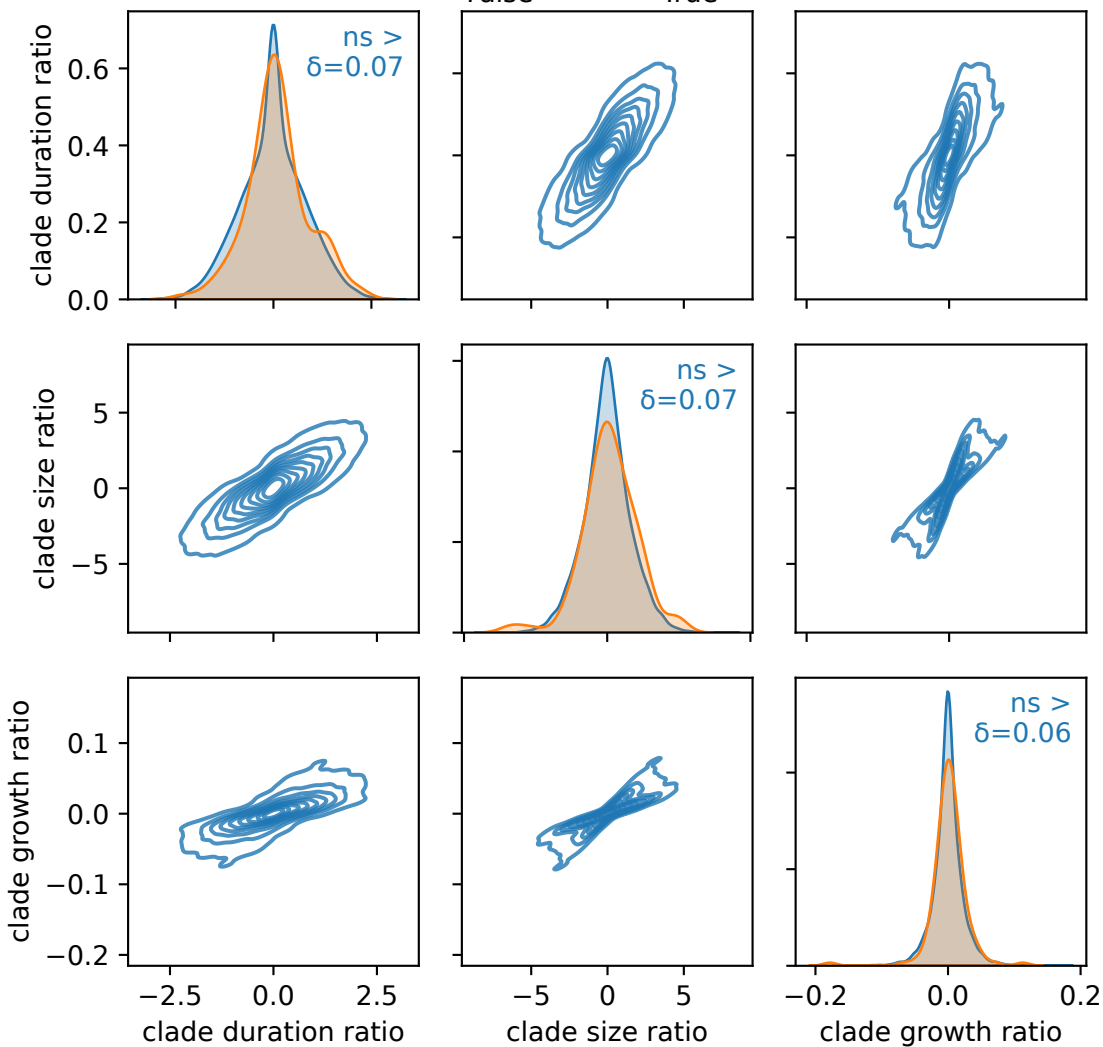 True
clade duration ratio
0.6
0.4
0.2
0.0
ns >
δ=0.07
clade size ratio
5
0
−5
ns >
δ=0.07
clade growth ratio
0.1
0.0
−0.1
−0.2
ns >
δ=0.06
−2.5 0.0 2.5
−5 0 5
−0.2 0.0 0.2
clade duration ratio
clade size ratio
clade growth ratio